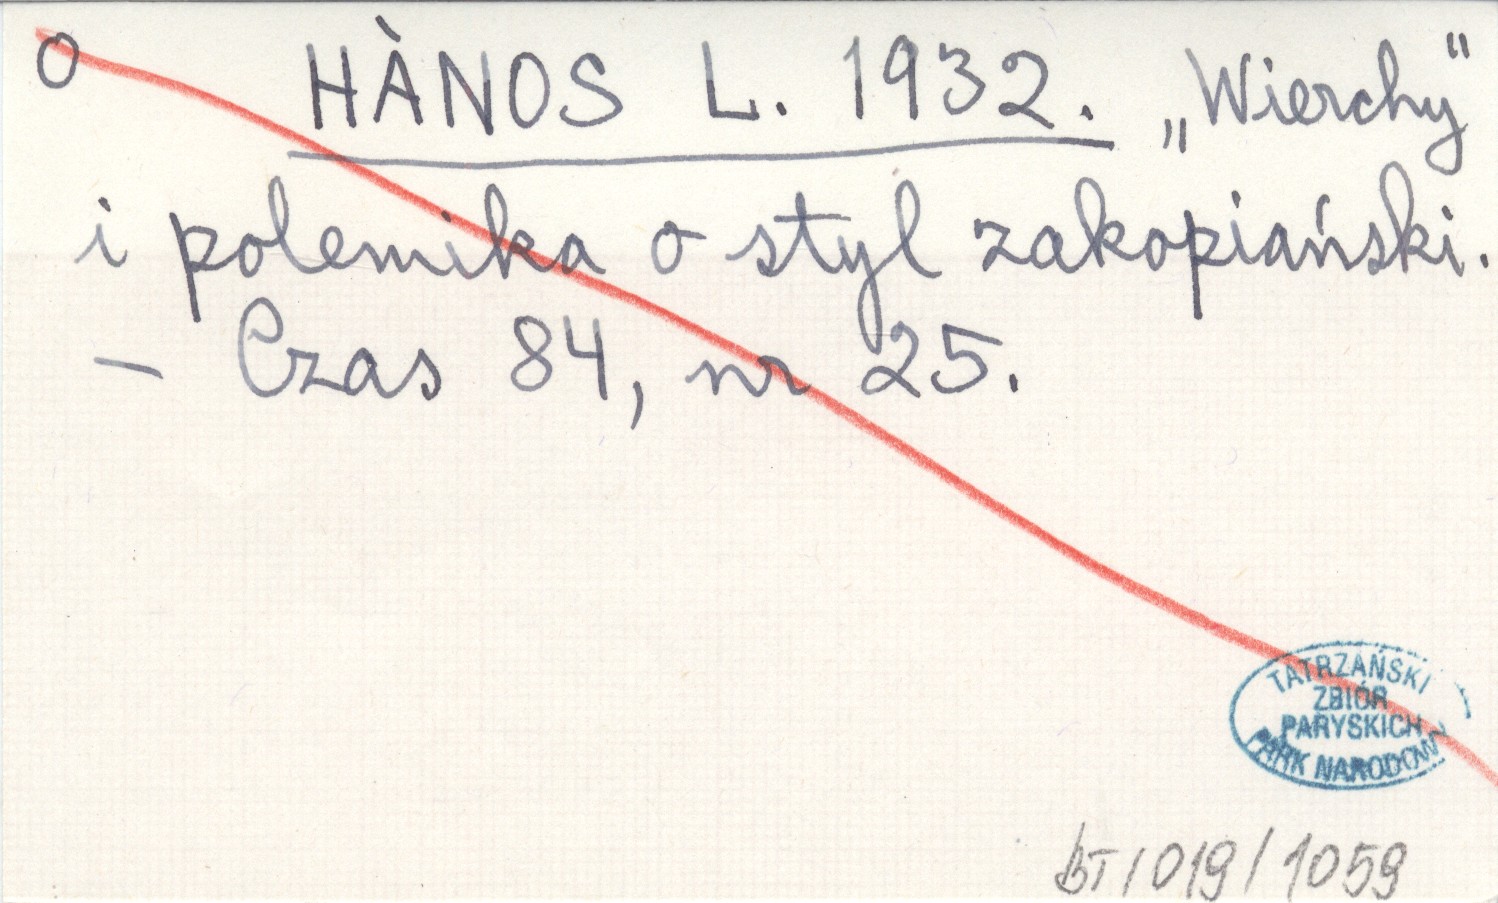 o HÀNOS L. 1932. „Wierchy"
i polemika o styl zakopiański.
– Czas 84, nr 25.
TATRZAŃSKI
ZBIÓR
PARYSKICH
PARK NARODOWY
BT/019/1059